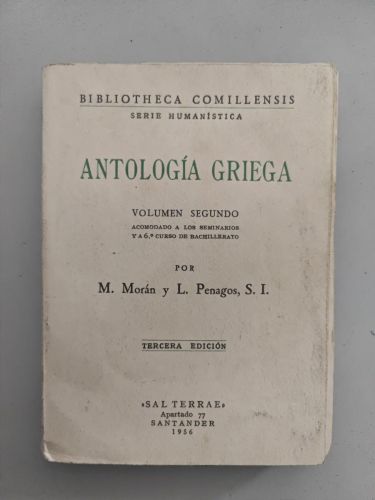 BIBLIOTHECA COMILLENSIS
SERIE HUMANÍSTICA
ANTOLOGÍA GRIEGA
VOLUMEN SEGUNDO
ACOMODADO A LOS SEMINARIOS
Y A 6.º CURSO DE BACHILLERATO
POR
M. Morán y L. Penagos, S. I.
TERCERA EDICIÓN
«SAL TERRAE»
Apartado 77
SANTANDER
1956